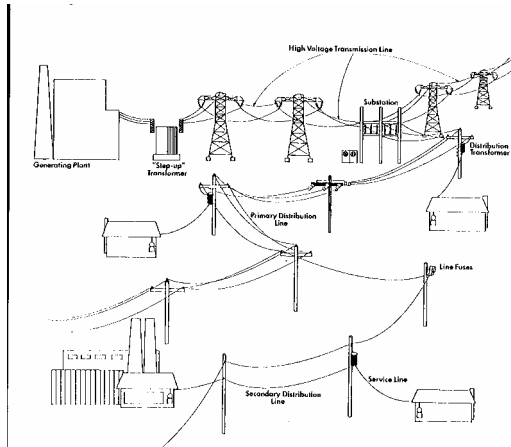 High Voltage Transmission Line
Substation
Generating Plant
"Step-up"
Transformer
Distribution
Transformer
Primary Distribution
Line
Line Fuses
Service Line
Secondary Distribution
Line